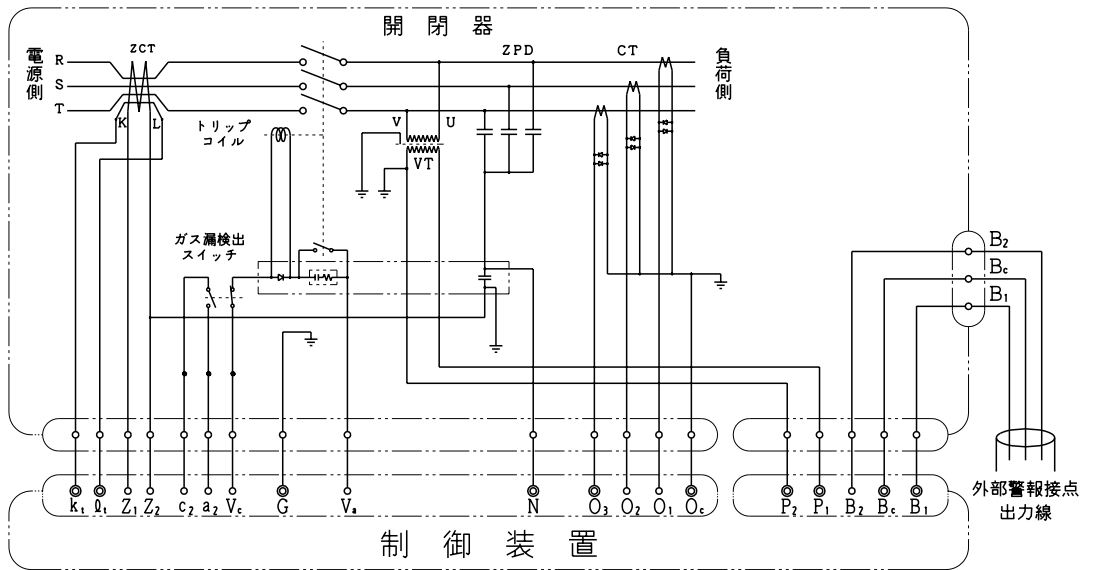 開閉器
ZCT
ZPD
CT
電源側
R
S
T
負荷側
K
L
トリップ
コイル
V
U
VT
ガス漏検出
スイッチ
B₂
Bc
B₁
k₁ ℓ₁ Z₁ Z₂ c₂ a₂ Vc G Va N O₃ O₂ O₁ Oc P₂ P₁ B₂ Bc B₁
外部警報接点
出力線
制御装置